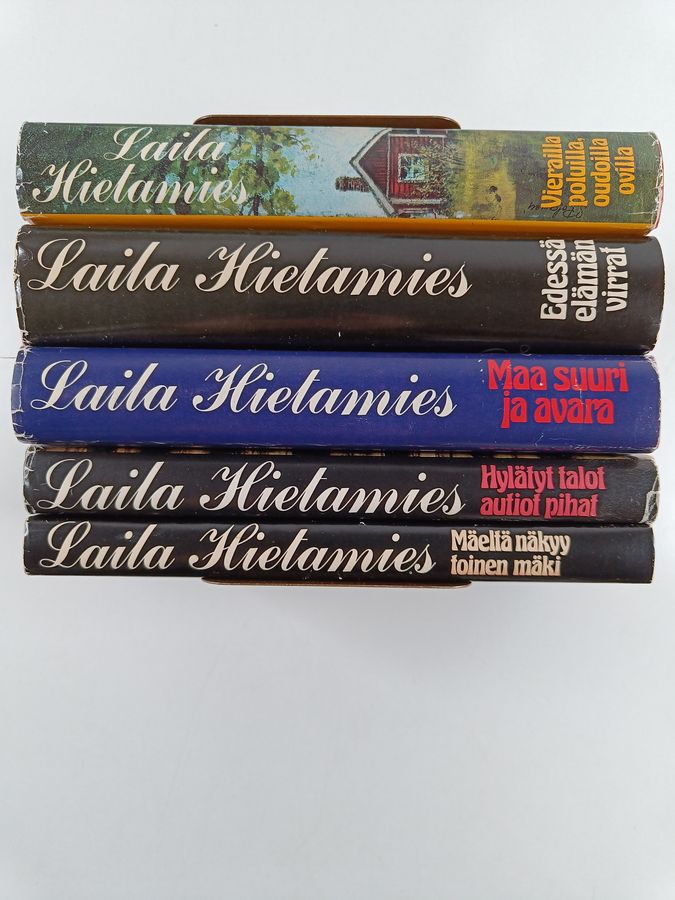 Laila
Hietamies
Vierailla
poluilla,
oudoilla
ovilla
Laila Hietamies
Edessä
elämän
virrat
Laila Hietamies
Maa suuri
ja avara
Laila Hietamies
Hylätyt talot
autiot pihat
Laila Hietamies
Mäeltä näkyy
toinen mäki